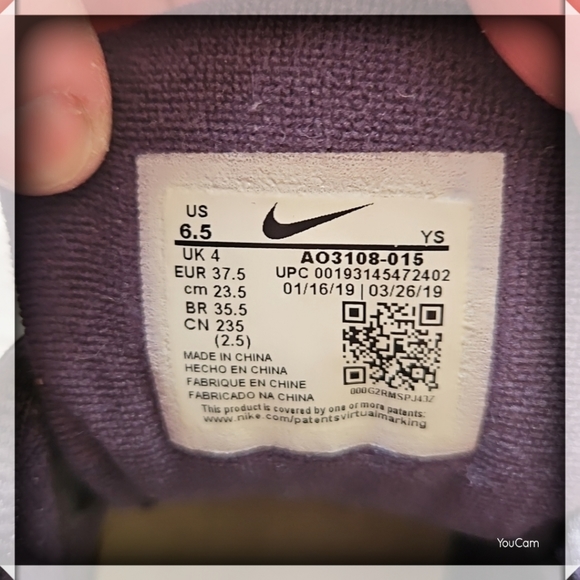 US
6.5
YS
UK 4
EUR 37.5
cm 23.5
BR 35.5
CN 235
(2.5)
AO3108-015
UPC 00193145472402
01/16/19 | 03/26/19
000G2RMSPJ43Z
MADE IN CHINA
HECHO EN CHINA
FABRIQUE EN CHINE
FABRICADO NA CHINA
This product is covered by one or more patents:
www.nike.com/patentsvirtualmarking
YouCam